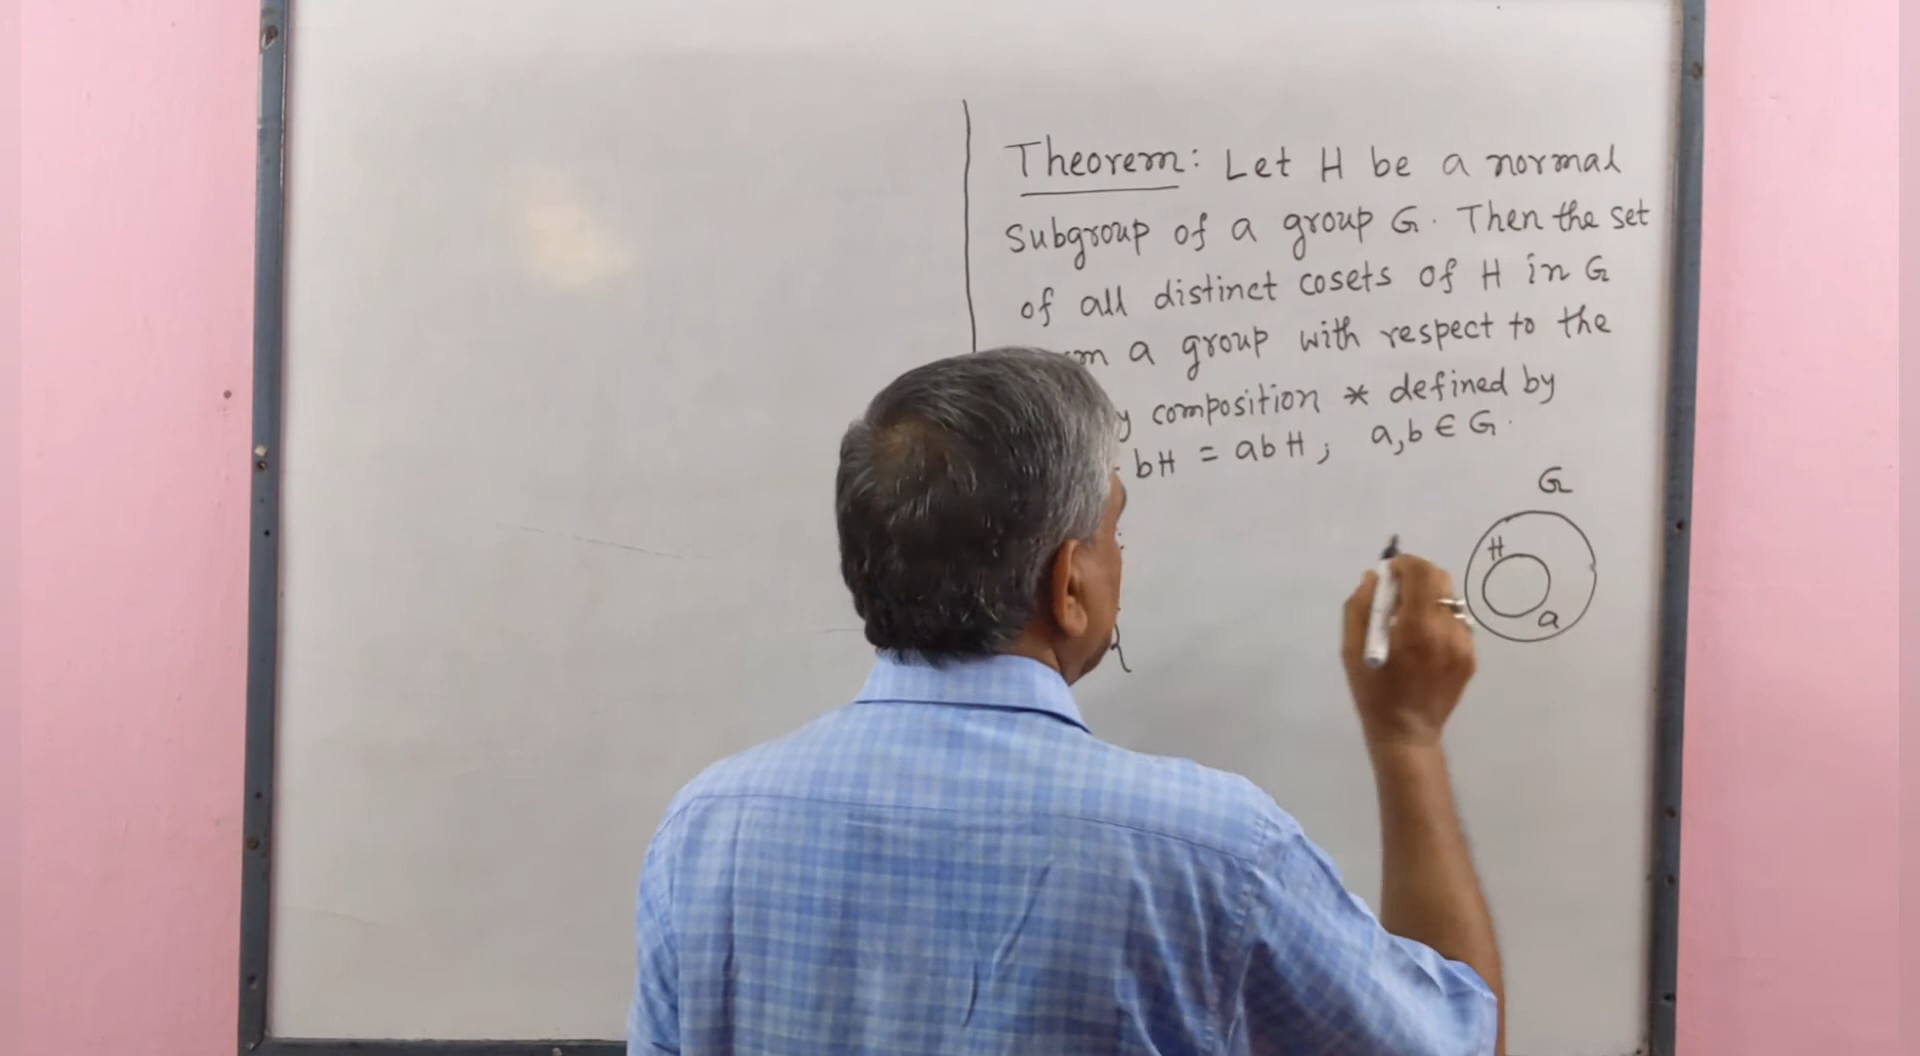 Theorem: Let H be a normal
subgroup of a group G. Then the set
of all distinct cosets of H in G
a group with respect to the
composition * defined by
bH = abH; a,b ∈ G.
G
H
a